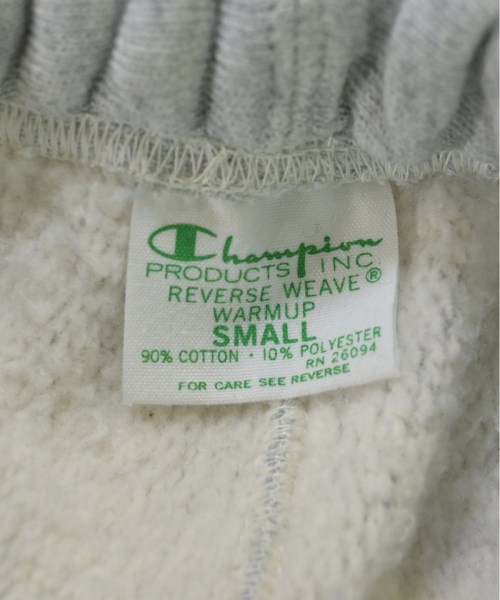 Champion
PRODUCTS INC.
REVERSE WEAVE®
WARMUP
SMALL
90% COTTON · 10% POLYESTER
RN 26094
FOR CARE SEE REVERSE